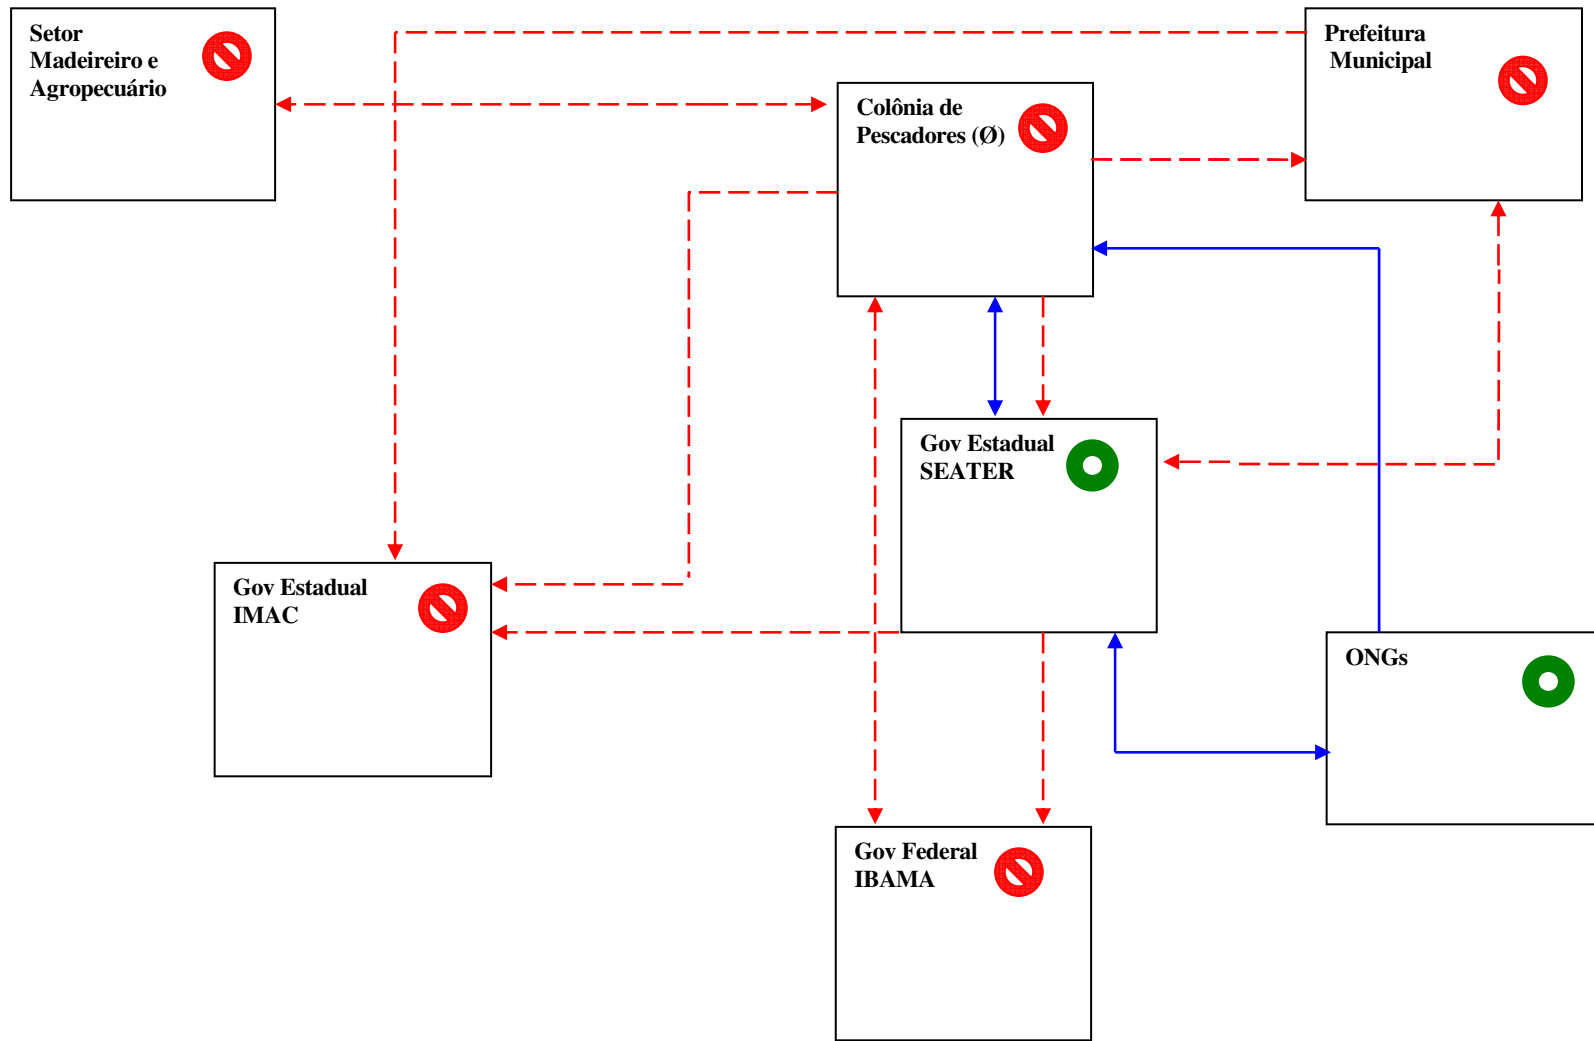 Setor
Madeireiro e
Agropecuário
Prefeitura
Municipal
Colônia de
Pescadores (Ø)
Gov Estadual
SEATER
Gov Estadual
IMAC
ONGs
Gov Federal
IBAMA